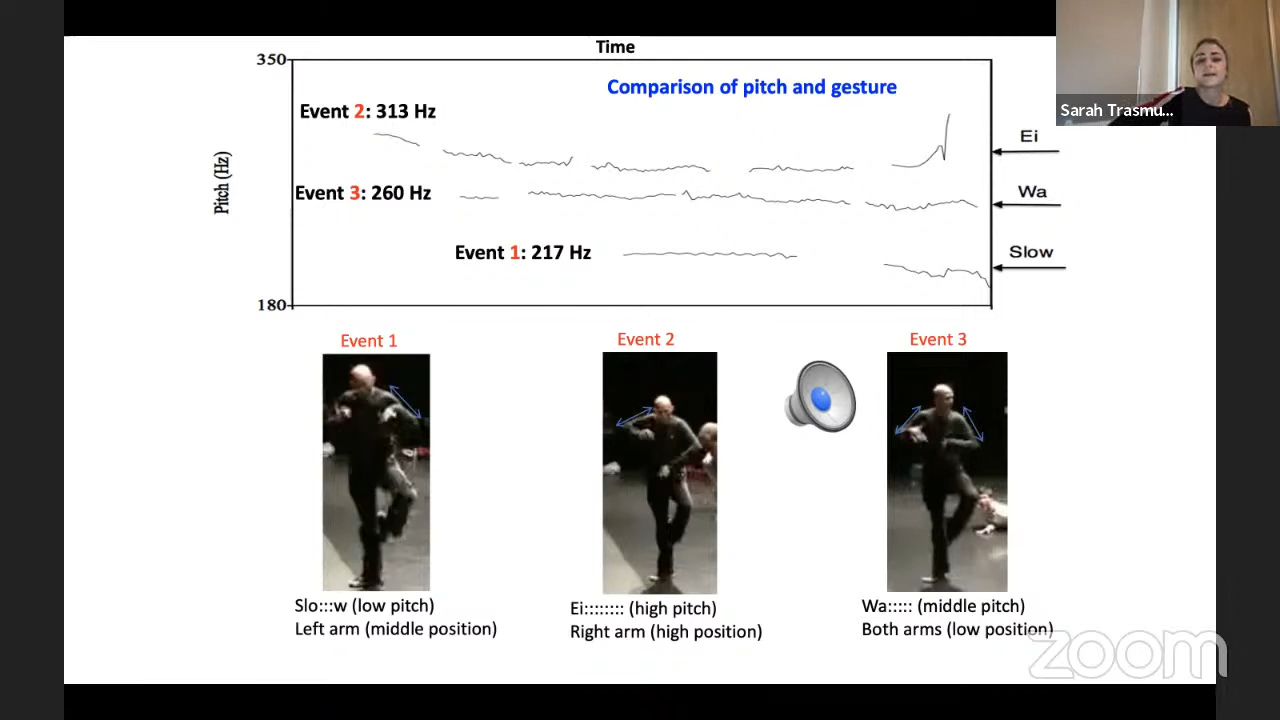 Time
350
Comparison of pitch and gesture
Event 2: 313 Hz
Sarah Trasmu...
Ei
Pitch (Hz)
Event 3: 260 Hz
Wa
Event 1: 217 Hz
Slow
180
Event 1
Event 2
Event 3
Slo:::w (low pitch)
Left arm (middle position)
Ei:::::::: (high pitch)
Right arm (high position)
Wa::::: (middle pitch)
Both arms (low position)
zoom